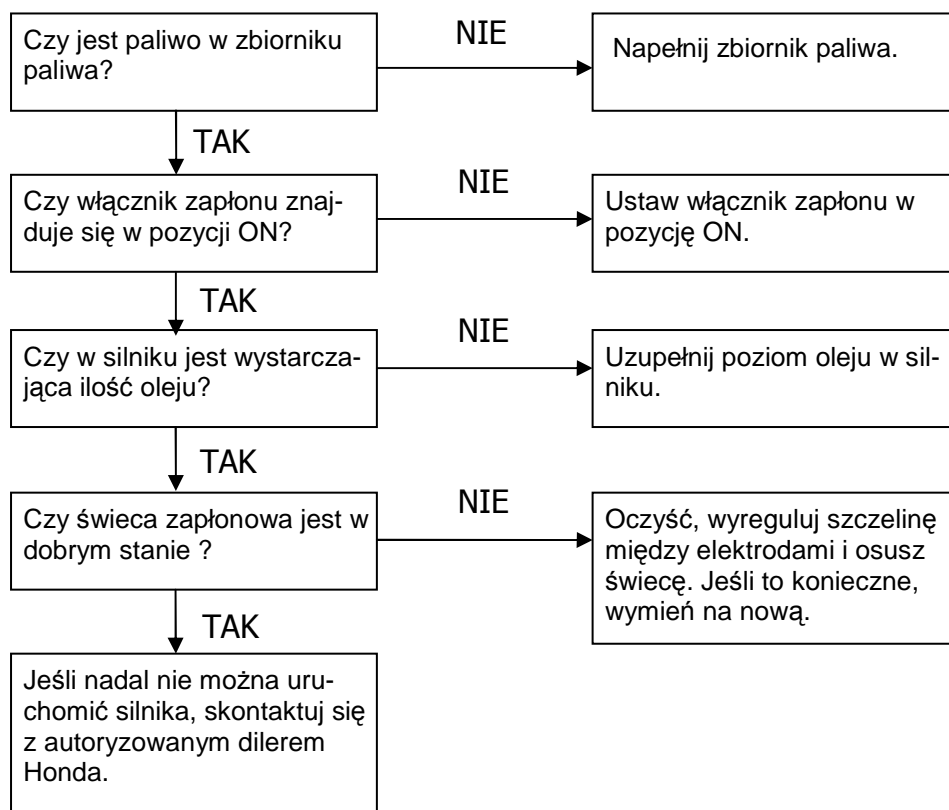 Czy jest paliwo w zbiorniku
paliwa?
NIE
Napełnij zbiornik paliwa.
TAK
Czy włącznik zapłonu znaj-
duje się w pozycji ON?
NIE
Ustaw włącznik zapłonu w
pozycję ON.
TAK
Czy w silniku jest wystarcza-
jąca ilość oleju?
NIE
Uzupełnij poziom oleju w sil-
niku.
TAK
Czy świeca zapłonowa jest w
dobrym stanie ?
NIE
Oczyść, wyreguluj szczelinę
między elektrodami i osusz
świecę. Jeśli to konieczne,
wymień na nową.
TAK
Jeśli nadal nie można uru-
chomić silnika, skontaktuj się
z autoryzowanym dilerem
Honda.